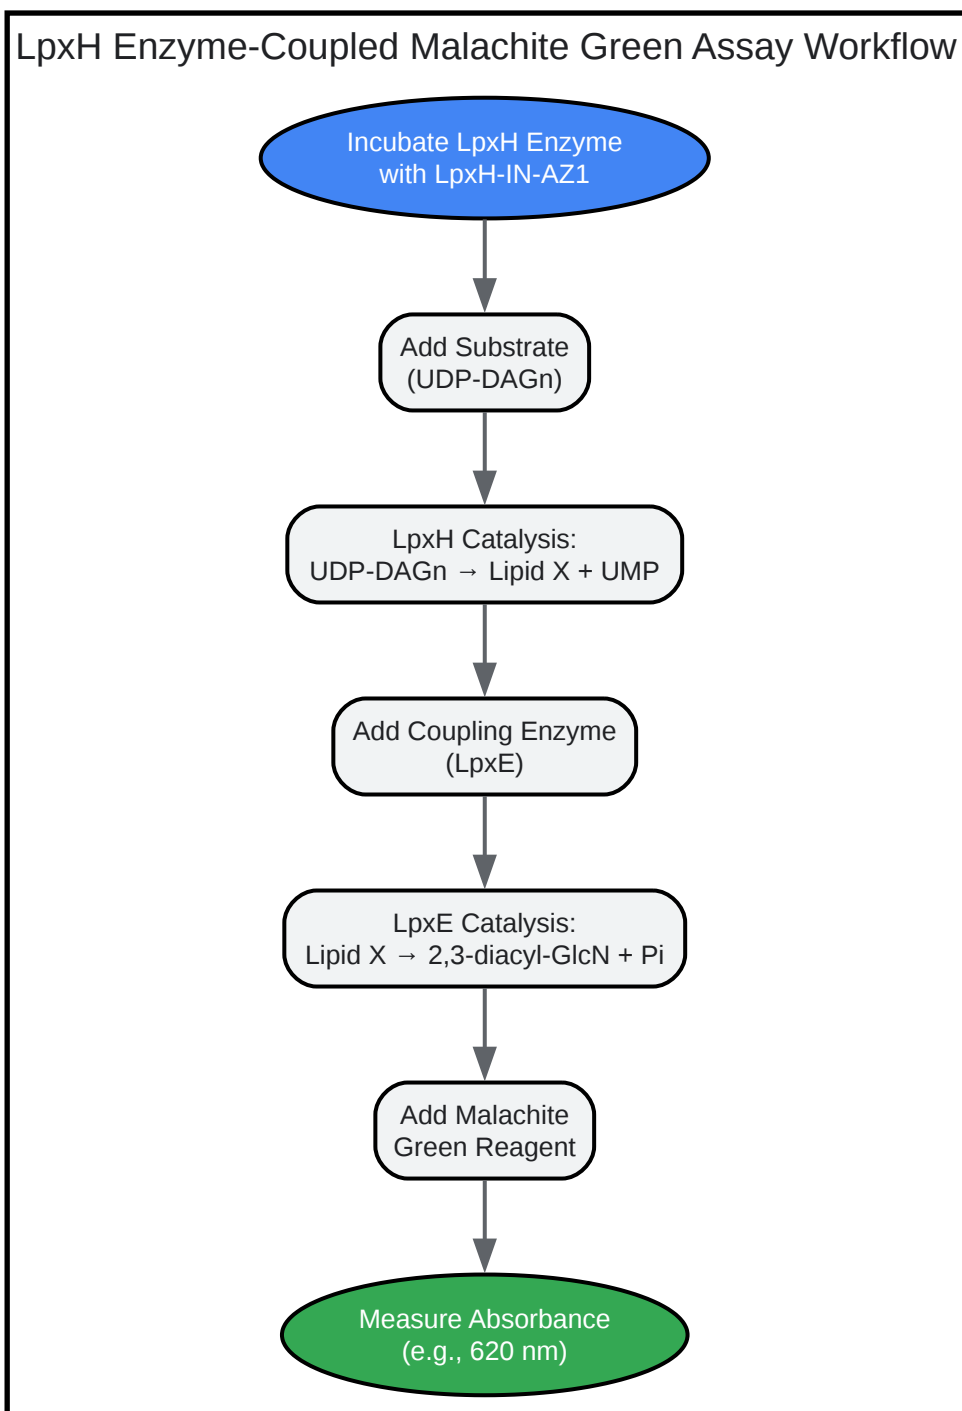 LpxH Enzyme-Coupled Malachite Green Assay Workflow
Incubate LpxH Enzyme
with LpxH-IN-AZ1
Add Substrate
(UDP-DAGn)
LpxH Catalysis:
UDP-DAGn → Lipid X + UMP
Add Coupling Enzyme
(LpxE)
LpxE Catalysis:
Lipid X → 2,3-diacyl-GlcN + Pi
Add Malachite
Green Reagent
Measure Absorbance
(e.g., 620 nm)